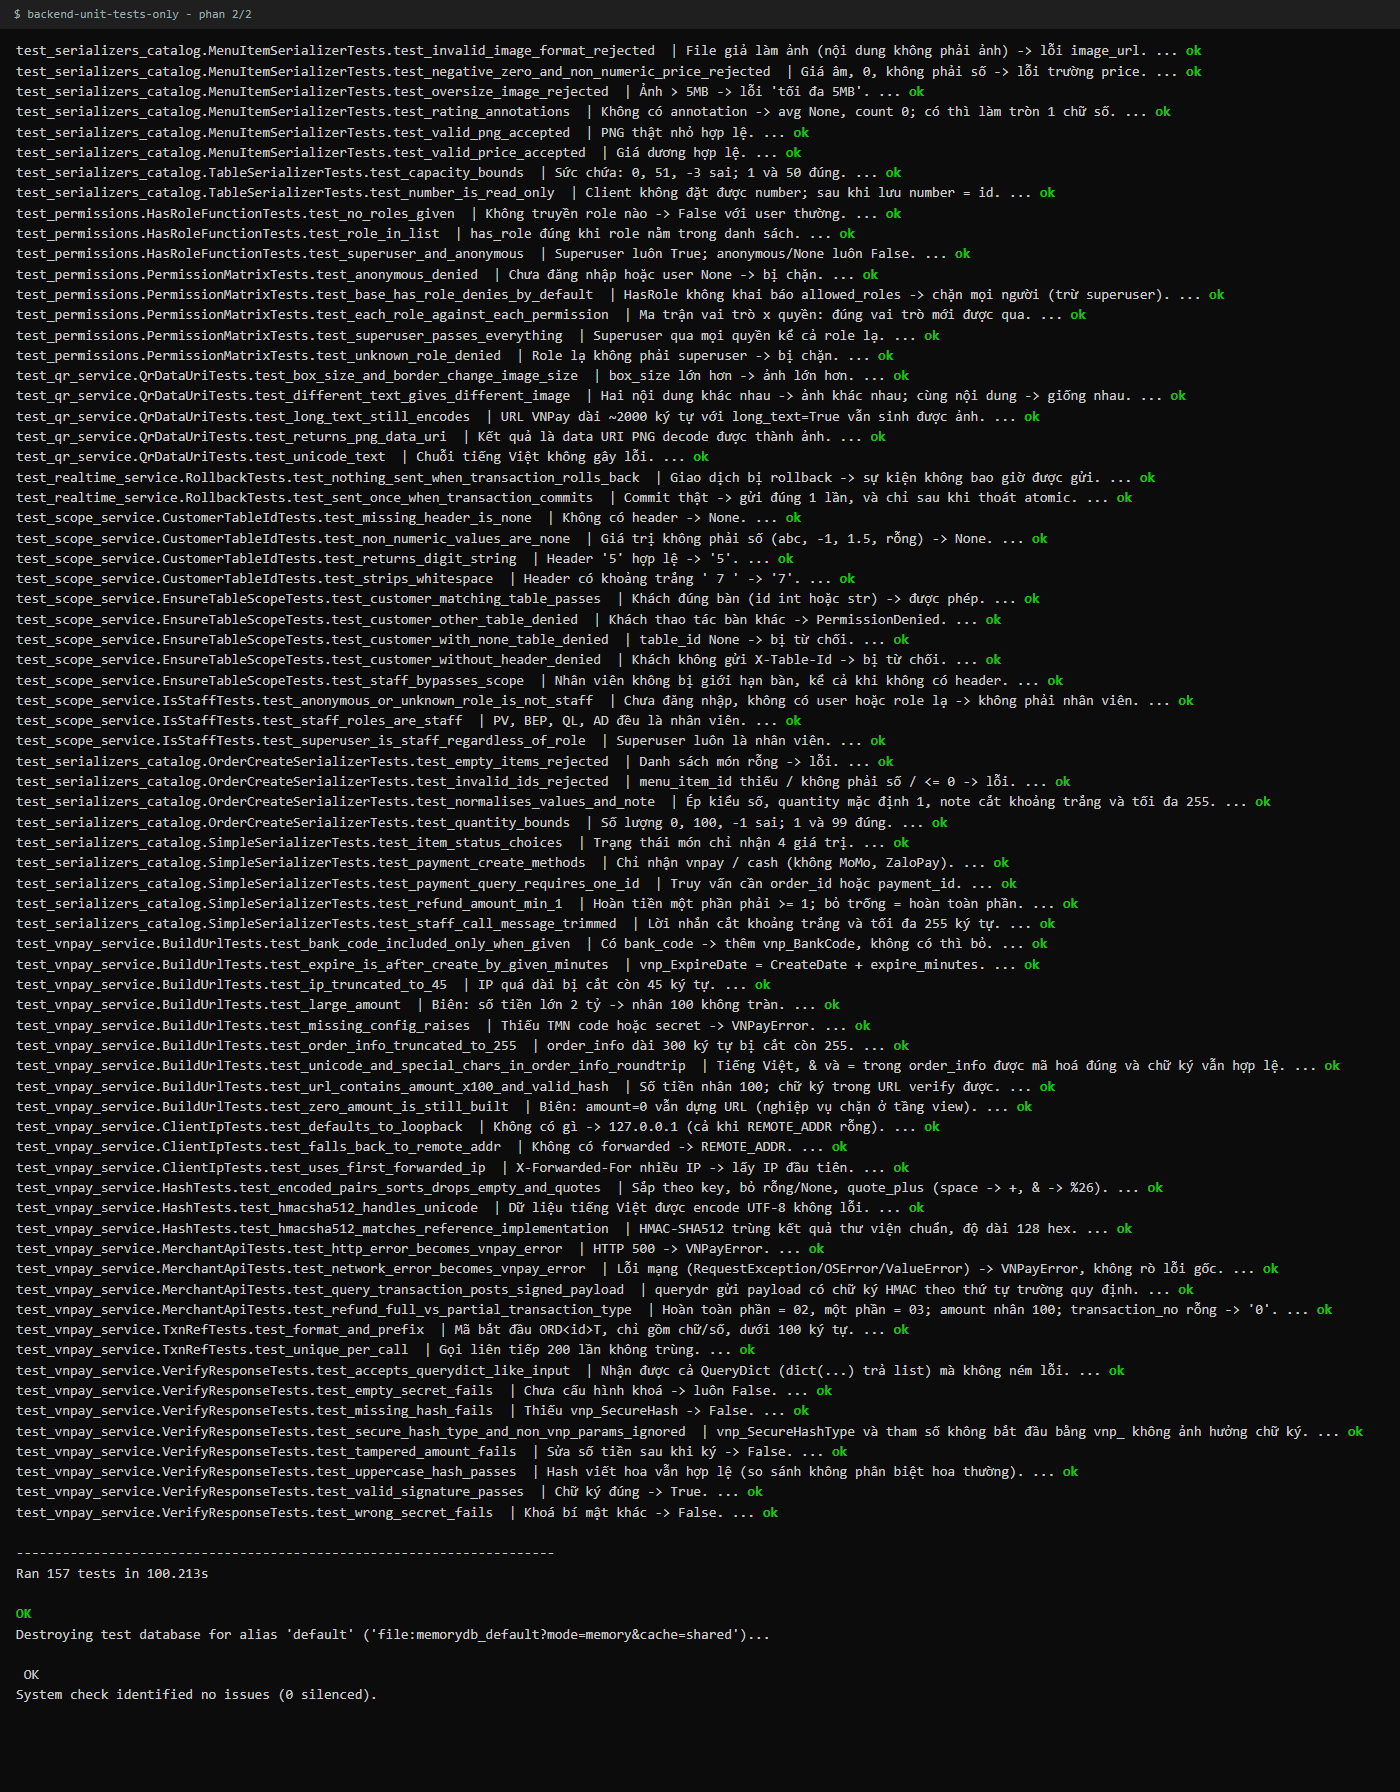 $ backend-unit-tests-only - phan 2/2
test_serializers_catalog.MenuItemSerializerTests.test_invalid_image_format_rejected  | File giả làm ảnh (nội dung không phải ảnh) -> lỗi image_url. ... ok
test_serializers_catalog.MenuItemSerializerTests.test_negative_zero_and_non_numeric_price_rejected  | Giá âm, 0, không phải số -> lỗi trường price. ... ok
test_serializers_catalog.MenuItemSerializerTests.test_oversize_image_rejected  | Ảnh > 5MB -> lỗi 'tối đa 5MB'. ... ok
test_serializers_catalog.MenuItemSerializerTests.test_rating_annotations  | Không có annotation -> avg None, count 0; có thì làm tròn 1 chữ số. ... ok
test_serializers_catalog.MenuItemSerializerTests.test_valid_png_accepted  | PNG thật nhỏ hợp lệ. ... ok
test_serializers_catalog.MenuItemSerializerTests.test_valid_price_accepted  | Giá dương hợp lệ. ... ok
test_serializers_catalog.TableSerializerTests.test_capacity_bounds  | Sức chứa: 0, 51, -3 sai; 1 và 50 đúng. ... ok
test_serializers_catalog.TableSerializerTests.test_number_is_read_only  | Client không đặt được number; sau khi lưu number = id. ... ok
test_permissions.HasRoleFunctionTests.test_no_roles_given  | Không truyền role nào -> False với user thường. ... ok
test_permissions.HasRoleFunctionTests.test_role_in_list  | has_role đúng khi role nằm trong danh sách. ... ok
test_permissions.HasRoleFunctionTests.test_superuser_and_anonymous  | Superuser luôn True; anonymous/None luôn False. ... ok
test_permissions.PermissionMatrixTests.test_anonymous_denied  | Chưa đăng nhập hoặc user None -> bị chặn. ... ok
test_permissions.PermissionMatrixTests.test_base_has_role_denies_by_default  | HasRole không khai báo allowed_roles -> chặn mọi người (trừ superuser). ... ok
test_permissions.PermissionMatrixTests.test_each_role_against_each_permission  | Ma trận vai trò x quyền: đúng vai trò mới được qua. ... ok
test_permissions.PermissionMatrixTests.test_superuser_passes_everything  | Superuser qua mọi quyền kể cả role lạ. ... ok
test_permissions.PermissionMatrixTests.test_unknown_role_denied  | Role lạ không phải superuser -> bị chặn. ... ok
test_qr_service.QrDataUriTests.test_box_size_and_border_change_image_size  | box_size lớn hơn -> ảnh lớn hơn. ... ok
test_qr_service.QrDataUriTests.test_different_text_gives_different_image  | Hai nội dung khác nhau -> ảnh khác nhau; cùng nội dung -> giống nhau. ... ok
test_qr_service.QrDataUriTests.test_long_text_still_encodes  | URL VNPay dài ~2000 ký tự với long_text=True vẫn sinh được ảnh. ... ok
test_qr_service.QrDataUriTests.test_returns_png_data_uri  | Kết quả là data URI PNG decode được thành ảnh. ... ok
test_qr_service.QrDataUriTests.test_unicode_text  | Chuỗi tiếng Việt không gây lỗi. ... ok
test_realtime_service.RollbackTests.test_nothing_sent_when_transaction_rolls_back  | Giao dịch bị rollback -> sự kiện không bao giờ được gửi. ... ok
test_realtime_service.RollbackTests.test_sent_once_when_transaction_commits  | Commit thật -> gửi đúng 1 lần, và chỉ sau khi thoát atomic. ... ok
test_scope_service.CustomerTableIdTests.test_missing_header_is_none  | Không có header -> None. ... ok
test_scope_service.CustomerTableIdTests.test_non_numeric_values_are_none  | Giá trị không phải số (abc, -1, 1.5, rỗng) -> None. ... ok
test_scope_service.CustomerTableIdTests.test_returns_digit_string  | Header '5' hợp lệ -> '5'. ... ok
test_scope_service.CustomerTableIdTests.test_strips_whitespace  | Header có khoảng trắng ' 7 ' -> '7'. ... ok
test_scope_service.EnsureTableScopeTests.test_customer_matching_table_passes  | Khách đúng bàn (id int hoặc str) -> được phép. ... ok
test_scope_service.EnsureTableScopeTests.test_customer_other_table_denied  | Khách thao tác bàn khác -> PermissionDenied. ... ok
test_scope_service.EnsureTableScopeTests.test_customer_with_none_table_denied  | table_id None -> bị từ chối. ... ok
test_scope_service.EnsureTableScopeTests.test_customer_without_header_denied  | Khách không gửi X-Table-Id -> bị từ chối. ... ok
test_scope_service.EnsureTableScopeTests.test_staff_bypasses_scope  | Nhân viên không bị giới hạn bàn, kể cả khi không có header. ... ok
test_scope_service.IsStaffTests.test_anonymous_or_unknown_role_is_not_staff  | Chưa đăng nhập, không có user hoặc role lạ -> không phải nhân viên. ... ok
test_scope_service.IsStaffTests.test_staff_roles_are_staff  | PV, BEP, QL, AD đều là nhân viên. ... ok
test_scope_service.IsStaffTests.test_superuser_is_staff_regardless_of_role  | Superuser luôn là nhân viên. ... ok
test_serializers_catalog.OrderCreateSerializerTests.test_empty_items_rejected  | Danh sách món rỗng -> lỗi. ... ok
test_serializers_catalog.OrderCreateSerializerTests.test_invalid_ids_rejected  | menu_item_id thiếu / không phải số / <= 0 -> lỗi. ... ok
test_serializers_catalog.OrderCreateSerializerTests.test_normalises_values_and_note  | Ép kiểu số, quantity mặc định 1, note cắt khoảng trắng và tối đa 255. ... ok
test_serializers_catalog.OrderCreateSerializerTests.test_quantity_bounds  | Số lượng 0, 100, -1 sai; 1 và 99 đúng. ... ok
test_serializers_catalog.SimpleSerializerTests.test_item_status_choices  | Trạng thái món chỉ nhận 4 giá trị. ... ok
test_serializers_catalog.SimpleSerializerTests.test_payment_create_methods  | Chỉ nhận vnpay / cash (không MoMo, ZaloPay). ... ok
test_serializers_catalog.SimpleSerializerTests.test_payment_query_requires_one_id  | Truy vấn cần order_id hoặc payment_id. ... ok
test_serializers_catalog.SimpleSerializerTests.test_refund_amount_min_1  | Hoàn tiền một phần phải >= 1; bỏ trống = hoàn toàn phần. ... ok
test_serializers_catalog.SimpleSerializerTests.test_staff_call_message_trimmed  | Lời nhắn cắt khoảng trắng và tối đa 255 ký tự. ... ok
test_vnpay_service.BuildUrlTests.test_bank_code_included_only_when_given  | Có bank_code -> thêm vnp_BankCode, không có thì bỏ. ... ok
test_vnpay_service.BuildUrlTests.test_expire_is_after_create_by_given_minutes  | vnp_ExpireDate = CreateDate + expire_minutes. ... ok
test_vnpay_service.BuildUrlTests.test_ip_truncated_to_45  | IP quá dài bị cắt còn 45 ký tự. ... ok
test_vnpay_service.BuildUrlTests.test_large_amount  | Biên: số tiền lớn 2 tỷ -> nhân 100 không tràn. ... ok
test_vnpay_service.BuildUrlTests.test_missing_config_raises  | Thiếu TMN code hoặc secret -> VNPayError. ... ok
test_vnpay_service.BuildUrlTests.test_order_info_truncated_to_255  | order_info dài 300 ký tự bị cắt còn 255. ... ok
test_vnpay_service.BuildUrlTests.test_unicode_and_special_chars_in_order_info_roundtrip  | Tiếng Việt, & và = trong order_info được mã hoá đúng và chữ ký vẫn hợp lệ. ... ok
test_vnpay_service.BuildUrlTests.test_url_contains_amount_x100_and_valid_hash  | Số tiền nhân 100; chữ ký trong URL verify được. ... ok
test_vnpay_service.BuildUrlTests.test_zero_amount_is_still_built  | Biên: amount=0 vẫn dựng URL (nghiệp vụ chặn ở tầng view). ... ok
test_vnpay_service.ClientIpTests.test_defaults_to_loopback  | Không có gì -> 127.0.0.1 (cả khi REMOTE_ADDR rỗng). ... ok
test_vnpay_service.ClientIpTests.test_falls_back_to_remote_addr  | Không có forwarded -> REMOTE_ADDR. ... ok
test_vnpay_service.ClientIpTests.test_uses_first_forwarded_ip  | X-Forwarded-For nhiều IP -> lấy IP đầu tiên. ... ok
test_vnpay_service.HashTests.test_encoded_pairs_sorts_drops_empty_and_quotes  | Sắp theo key, bỏ rỗng/None, quote_plus (space -> +, & -> %26). ... ok
test_vnpay_service.HashTests.test_hmacsha512_handles_unicode  | Dữ liệu tiếng Việt được encode UTF-8 không lỗi. ... ok
test_vnpay_service.HashTests.test_hmacsha512_matches_reference_implementation  | HMAC-SHA512 trùng kết quả thư viện chuẩn, độ dài 128 hex. ... ok
test_vnpay_service.MerchantApiTests.test_http_error_becomes_vnpay_error  | HTTP 500 -> VNPayError. ... ok
test_vnpay_service.MerchantApiTests.test_network_error_becomes_vnpay_error  | Lỗi mạng (RequestException/OSError/ValueError) -> VNPayError, không rò lỗi gốc. ... ok
test_vnpay_service.MerchantApiTests.test_query_transaction_posts_signed_payload  | querydr gửi payload có chữ ký HMAC theo thứ tự trường quy định. ... ok
test_vnpay_service.MerchantApiTests.test_refund_full_vs_partial_transaction_type  | Hoàn toàn phần = 02, một phần = 03; amount nhân 100; transaction_no rỗng -> '0'. ... ok
test_vnpay_service.TxnRefTests.test_format_and_prefix  | Mã bắt đầu ORD<id>T, chỉ gồm chữ/số, dưới 100 ký tự. ... ok
test_vnpay_service.TxnRefTests.test_unique_per_call  | Gọi liên tiếp 200 lần không trùng. ... ok
test_vnpay_service.VerifyResponseTests.test_accepts_querydict_like_input  | Nhận được cả QueryDict (dict(...) trả list) mà không ném lỗi. ... ok
test_vnpay_service.VerifyResponseTests.test_empty_secret_fails  | Chưa cấu hình khoá -> luôn False. ... ok
test_vnpay_service.VerifyResponseTests.test_missing_hash_fails  | Thiếu vnp_SecureHash -> False. ... ok
test_vnpay_service.VerifyResponseTests.test_secure_hash_type_and_non_vnp_params_ignored  | vnp_SecureHashType và tham số không bắt đầu bằng vnp_ không ảnh hưởng chữ ký. ... ok
test_vnpay_service.VerifyResponseTests.test_tampered_amount_fails  | Sửa số tiền sau khi ký -> False. ... ok
test_vnpay_service.VerifyResponseTests.test_uppercase_hash_passes  | Hash viết hoa vẫn hợp lệ (so sánh không phân biệt hoa thường). ... ok
test_vnpay_service.VerifyResponseTests.test_valid_signature_passes  | Chữ ký đúng -> True. ... ok
test_vnpay_service.VerifyResponseTests.test_wrong_secret_fails  | Khoá bí mật khác -> False. ... ok
----------------------------------------------------------------------
Ran 157 tests in 100.213s
OK
Destroying test database for alias 'default' ('file:memorydb_default?mode=memory&cache=shared')...
OK
System check identified no issues (0 silenced).